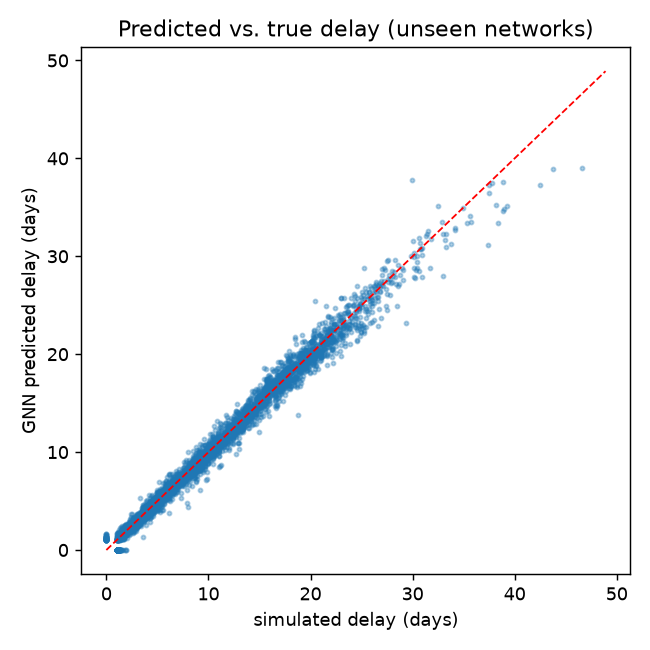 Predicted vs. true delay (unseen networks)
50
40
30
20
10
0
GNN predicted delay (days)
0 10 20 30 40 50
simulated delay (days)